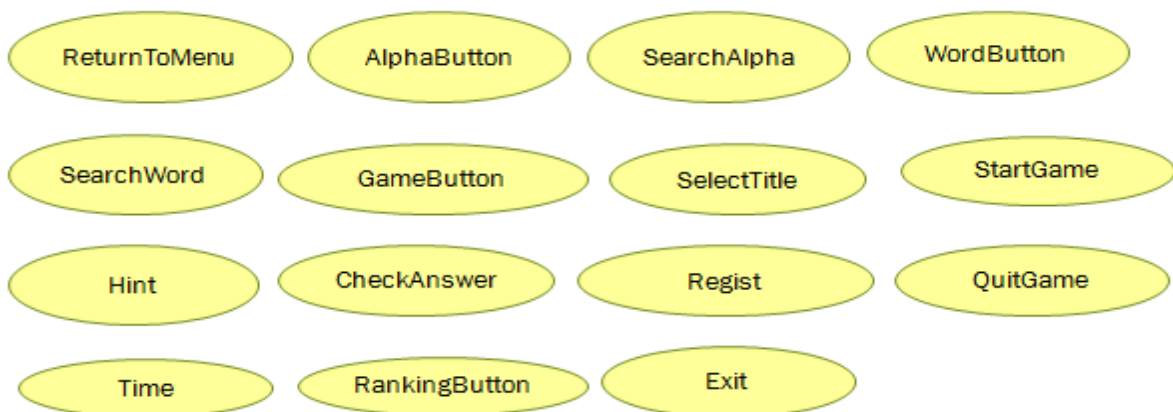 ReturnToMenu
AlphaButton
SearchAlpha
WordButton
SearchWord
GameButton
SelectTitle
StartGame
Hint
CheckAnswer
Regist
QuitGame
Time
RankingButton
Exit